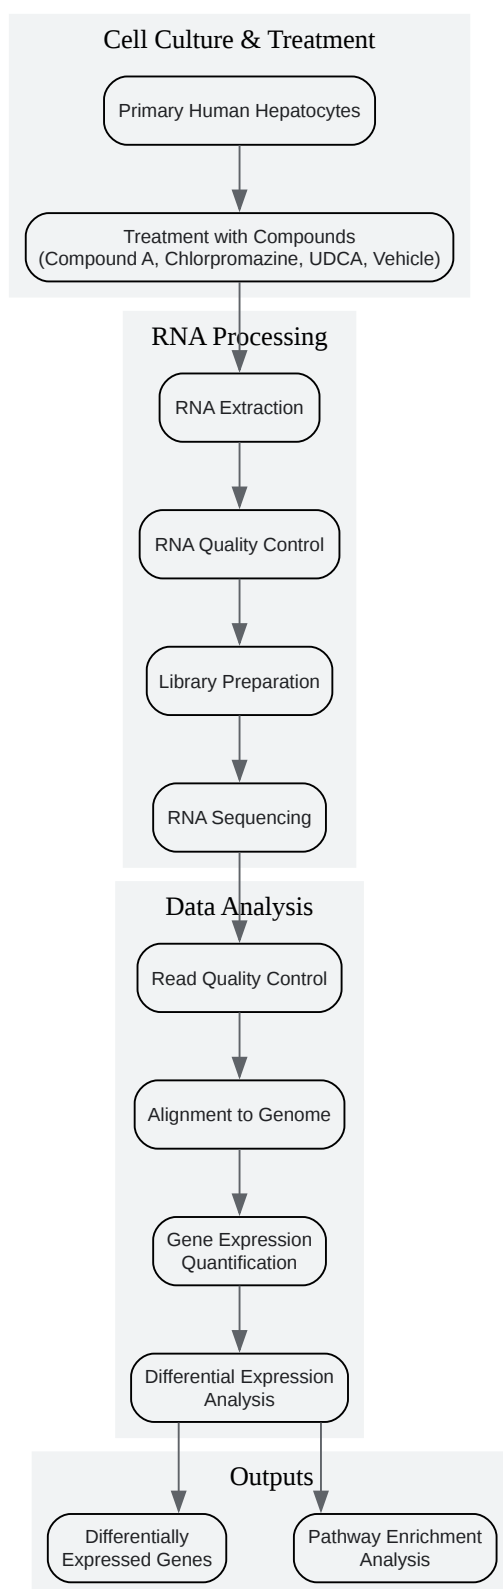 Cell Culture & Treatment
Primary Human Hepatocytes
Treatment with Compounds
(Compound A, Chlorpromazine, UDCA, Vehicle)
RNA Processing
RNA Extraction
RNA Quality Control
Library Preparation
RNA Sequencing
Data Analysis
Read Quality Control
Alignment to Genome
Gene Expression
Quantification
Differential Expression
Analysis
Outputs
Differentially
Expressed Genes
Pathway Enrichment
Analysis